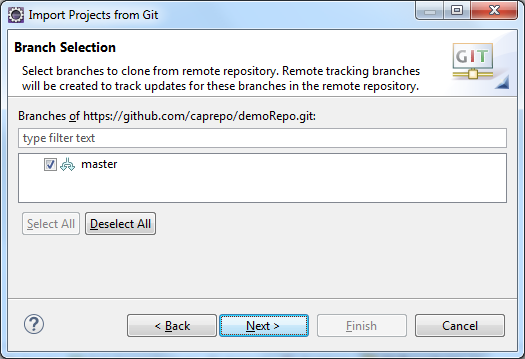 Import Projects from Git
Branch Selection
GIT
Select branches to clone from remote repository. Remote tracking branches
will be created to track updates for these branches in the remote repository.
Branches of https://github.com/caprepo/demoRepo.git:
type filter text
master
Select All
Deselect All
?
< Back
Next >
Finish
Cancel